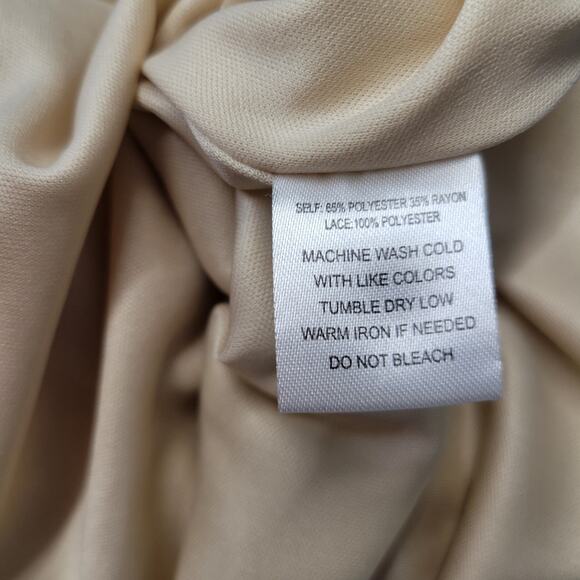 SELF: 65% POLYESTER 35% RAYON
LACE:100% POLYESTER
MACHINE WASH COLD
WITH LIKE COLORS
TUMBLE DRY LOW
WARM IRON IF NEEDED
DO NOT BLEACH